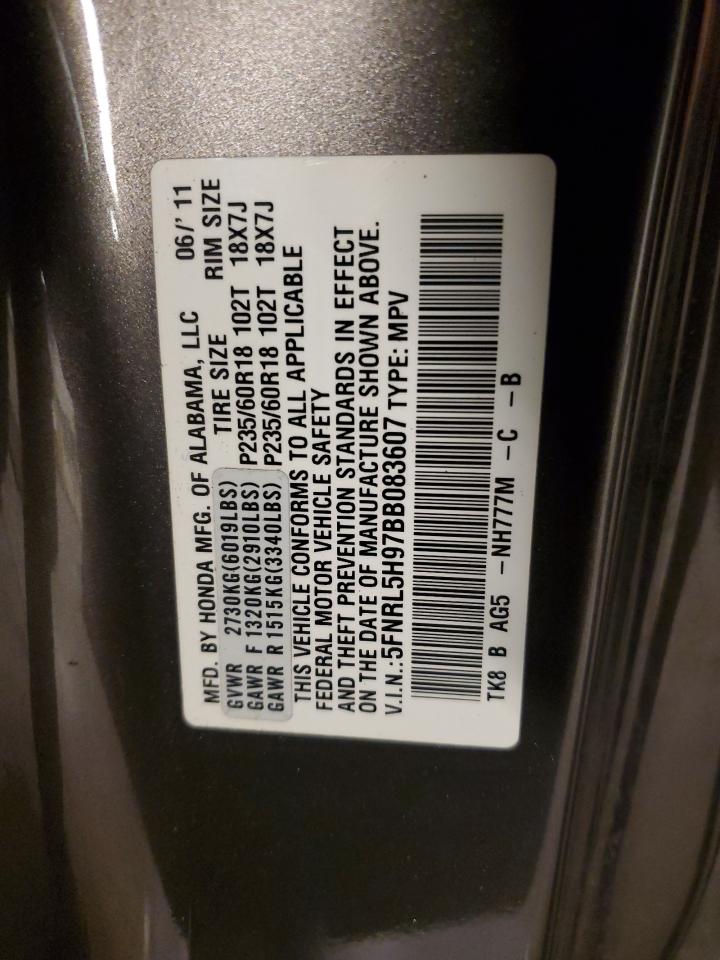 MFD. BY HONDA MFG. OF ALABAMA, LLC 06/'11
TIRE SIZE RIM SIZE
GVWR 2730KG(6019LBS)
GAWR F 1320KG(2910LBS) P235/60R18 102T 18X7J
GAWR R 1515KG(3340LBS) P235/60R18 102T 18X7J
THIS VEHICLE CONFORMS TO ALL APPLICABLE
FEDERAL MOTOR VEHICLE SAFETY
AND THEFT PREVENTION STANDARDS IN EFFECT
ON THE DATE OF MANUFACTURE SHOWN ABOVE.
V.I.N.:5FNRL5H97BB083607 TYPE: MPV
TK8 B AG5 -NH777M -C -B